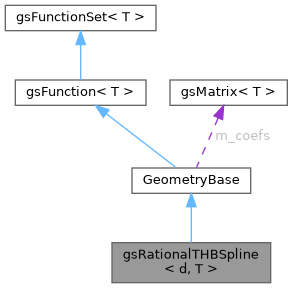 gsFunctionSet< T >
gsFunction< T >
gsMatrix< T >
m_coefs
GeometryBase
gsRationalTHBSpline
< d, T >